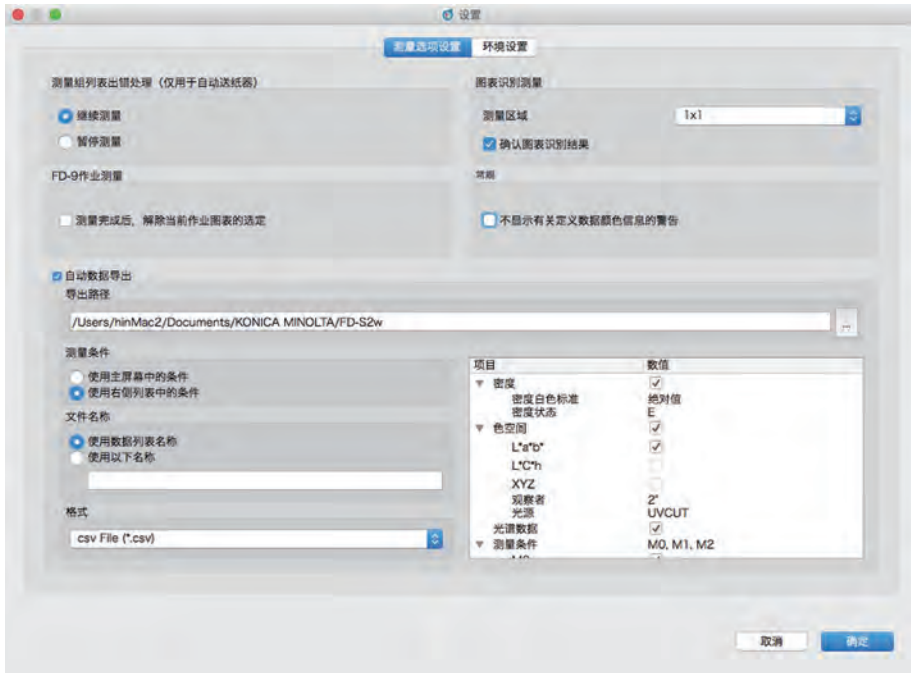 设置
测量选项设置 环境设置
测量组列表出错处理（仅用于自动送纸器）
继续测量
暂停测量
图表识别测量
测量区域 1x1
确认图表识别结果
FD-9作业测量
测量完成后，解除当前作业图表的选定
常规
不显示有关定义数据颜色信息的警告
自动数据导出
导出路径
/Users/hinMac2/Documents/KONICA MINOLTA/FD-S2w
...
测量条件
使用主屏幕中的条件
使用右侧列表中的条件
文件名称
使用数据列表名称
使用以下名称
格式
csv File (*.csv)
项目 数值
密度
密度白色标准 绝对值
密度状态 E
色空间
L*a*b*
L*C*h
XYZ
观察者 2°
光源 UVCUT
光谱数据
测量条件 M0, M1, M2
取消 确定